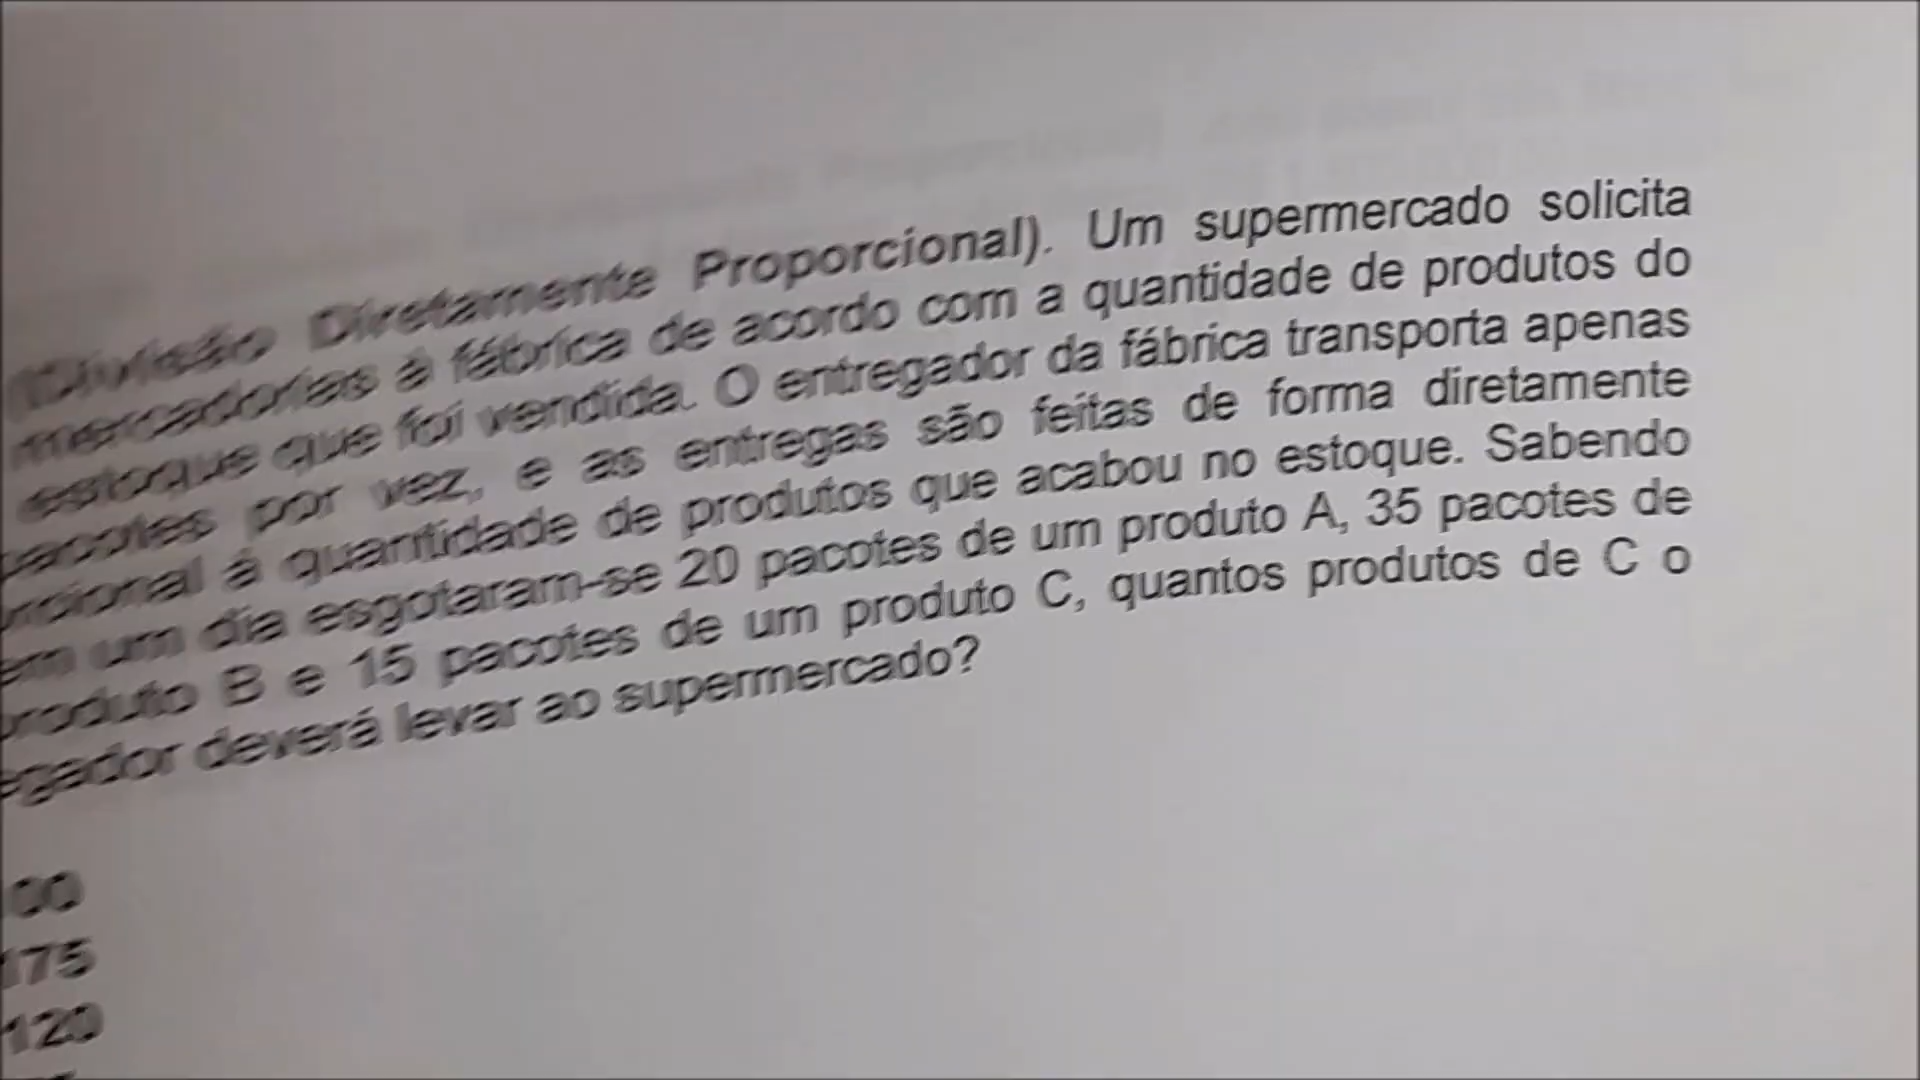 (Divisão Diretamente Proporcional). Um supermercado solicita
mercadorias à fábrica de acordo com a quantidade de produtos do
estoque que foi vendida. O entregador da fábrica transporta apenas
pacotes por vez, e as entregas são feitas de forma diretamente
à quantidade de produtos que acabou no estoque. Sabendo
em um dia esgotaram-se 20 pacotes de um produto A, 35 pacotes de
produto B e 15 pacotes de um produto C, quantos produtos de C o
deverá levar ao supermercado?
175
120